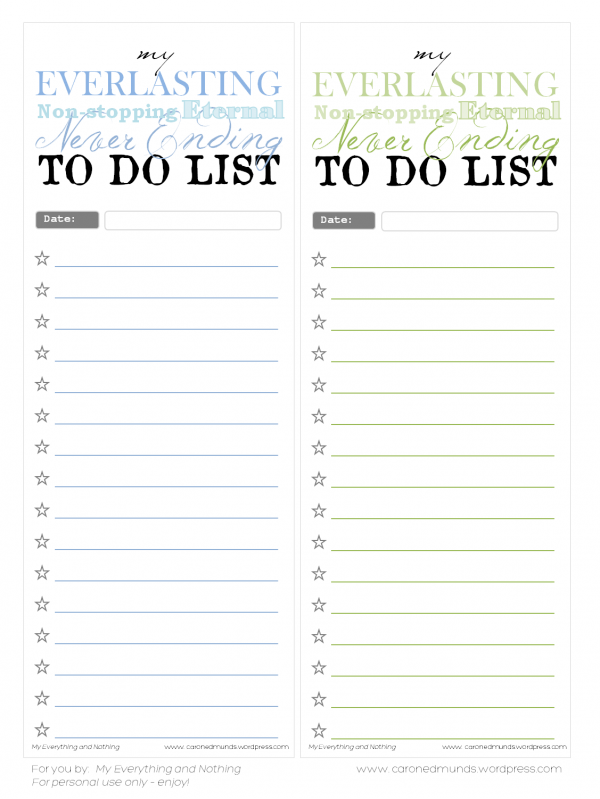 my
EVERLASTING
Non-stopping Eternal
Never Ending
TO DO LIST
Date:
My Everything and Nothing www. caronedmunds.wordpress.com
my
EVERLASTING
Non-stopping Eternal
Never Ending
TO DO LIST
Date:
My Everything and Nothing www. caronedmunds.wordpress.com
For you by: My Everything and Nothing www. caronedmunds.wordpress.com
For personal use only - enjoy!